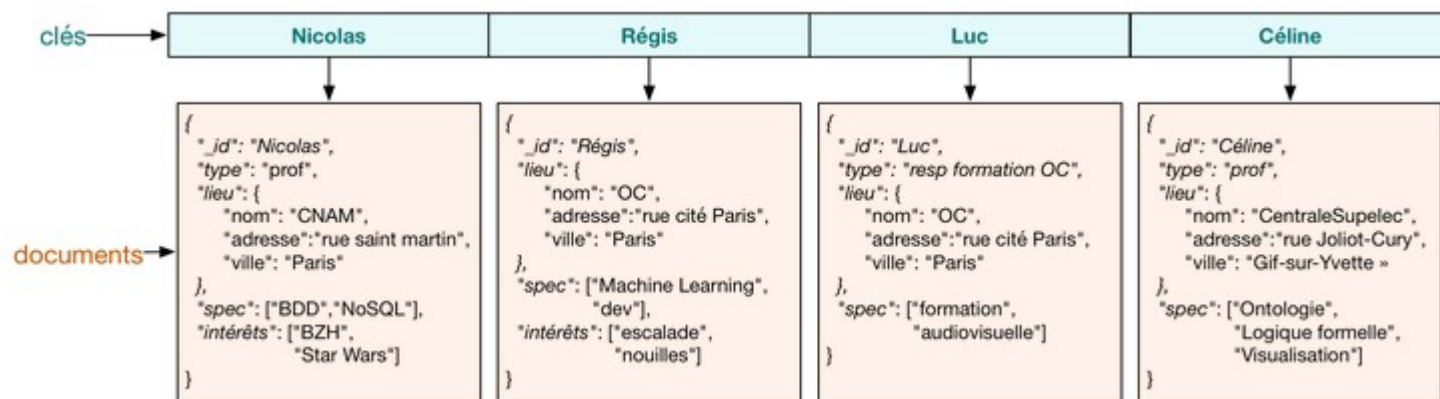 clés
Nicolas
Régis
Luc
Céline
documents
{
"_id": "Nicolas",
"type": "prof",
"lieu": {
"nom": "CNAM",
"adresse":"rue saint martin",
"ville": "Paris"
},
"spec": ["BDD","NoSQL"],
"intérêts": ["BZH",
"Star Wars"]
}
{
"_id": "Régis",
"lieu": {
"nom": "OC",
"adresse":"rue cité Paris",
"ville": "Paris"
},
"spec": ["Machine Learning",
"dev"],
"intérêts": ["escalade",
"nouilles"]
}
{
"_id": "Luc",
"type": "resp formation OC",
"lieu": {
"nom": "OC",
"adresse":"rue cité Paris",
"ville": "Paris"
},
"spec": ["formation",
"audiovisuelle"]
}
{
"_id": "Céline",
"type": "prof",
"lieu": {
"nom": "CentraleSupelec",
"adresse":"rue Joliot-Cury",
"ville": "Gif-sur-Yvette »
},
"spec": ["Ontologie",
"Logique formelle",
"Visualisation"]
}